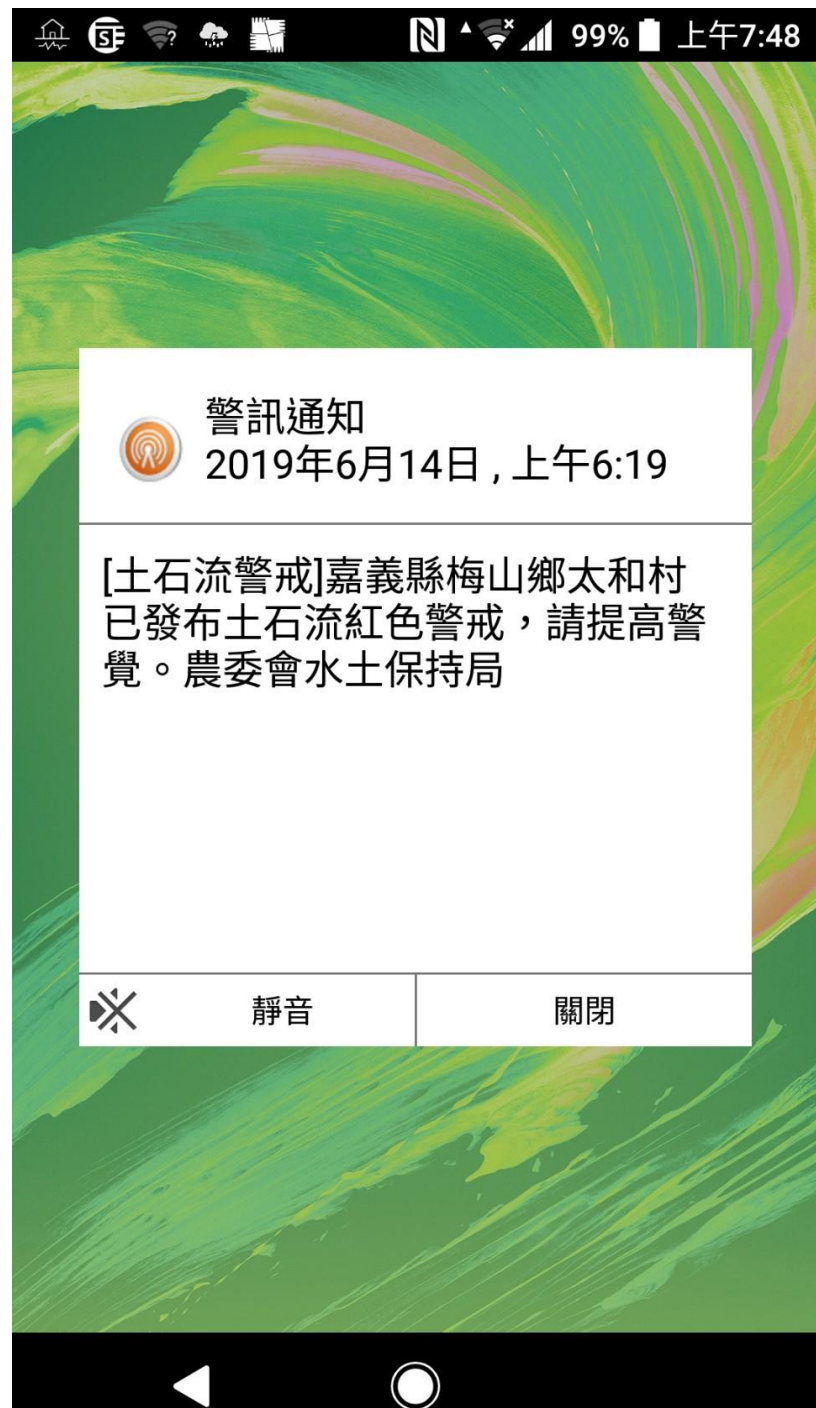 99% 上午7:48
警訊通知
2019年6月14日 , 上午6:19
[土石流警戒]嘉義縣梅山鄉太和村
已發布土石流紅色警戒，請提高警
覺。農委會水土保持局
靜音
關閉